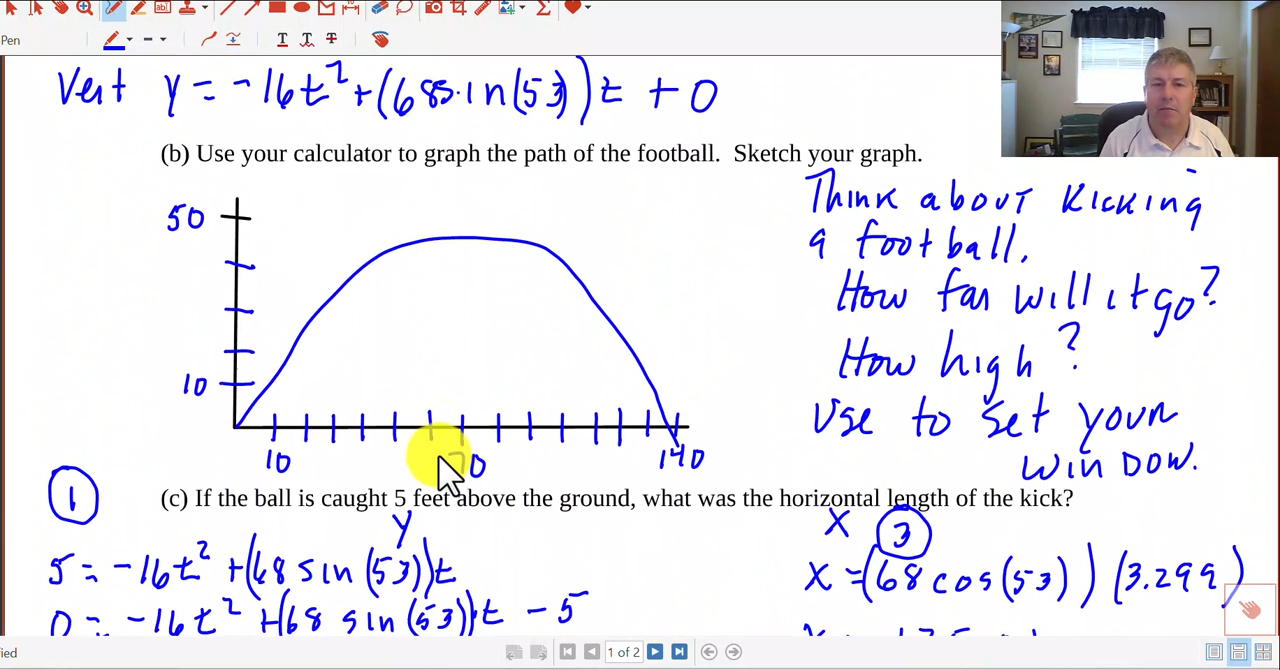 Pen
Vert y = -16t² + (68 sin(53))t + 0
(b) Use your calculator to graph the path of the football. Sketch your graph.
50
10
10
70
140
Think about kicking
a football.
How far will it go?
How high?
Use to set your
window.
(c) If the ball is caught 5 feet above the ground, what was the horizontal length of the kick?
1
y
5 = -16t² + (68 sin(53))t
0 = -16t² + (68 sin(53))t - 5
x 3
x = (68 cos(53))(3.299)
fied
1 of 2